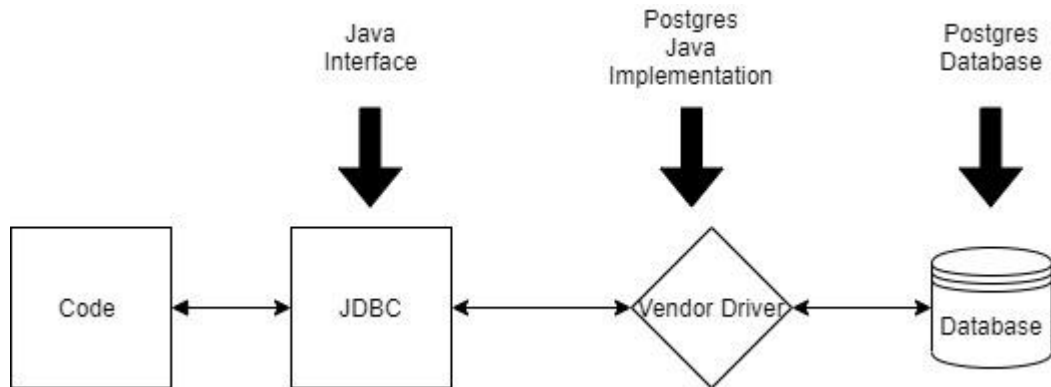 Java
Interface
Postgres
Java
Implementation
Postgres
Database
Code
JDBC
Vendor Driver
Database